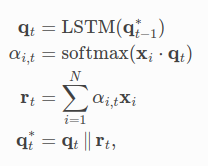 q_t = LSTM(q*_{t−1})
α_{i,t} = softmax(x_i · q_t)
r_t = ∑_{i=1}^{N} α_{i,t} x_i
q*_t = q_t ∥ r_t,